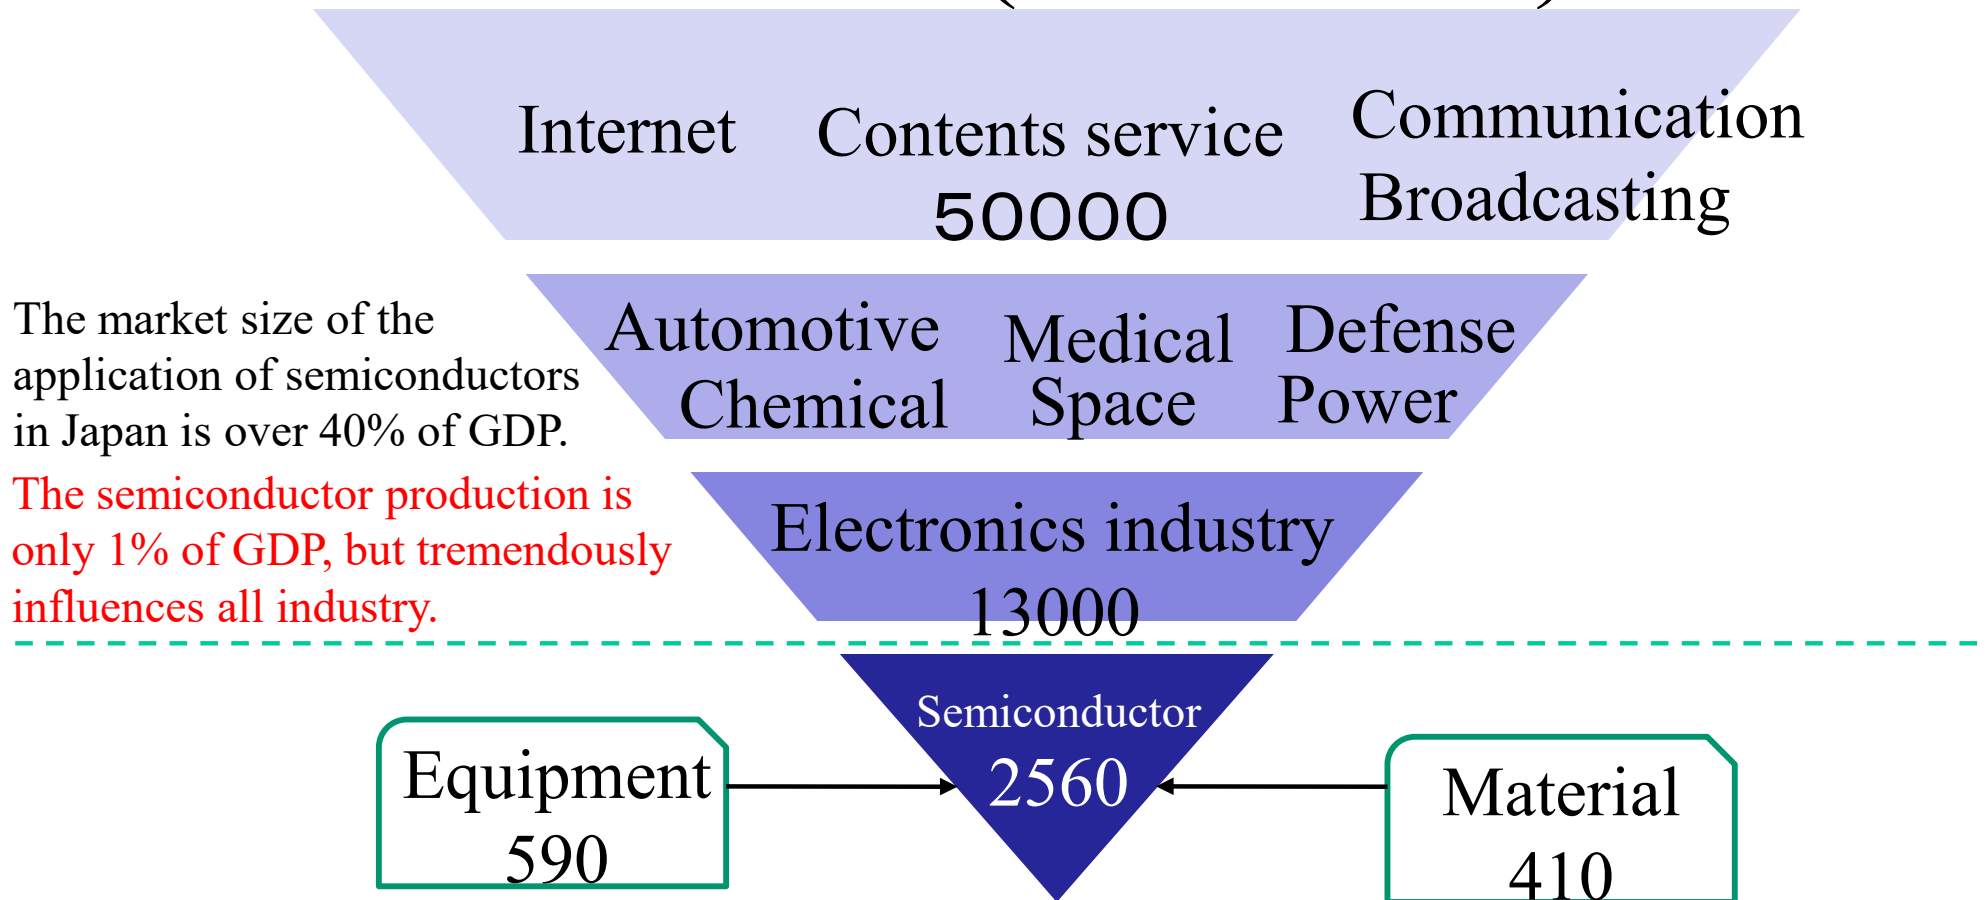 Internet
Contents service
50000
Communication
Broadcasting
The market size of the
application of semiconductors
in Japan is over 40% of GDP.
The semiconductor production is
only 1% of GDP, but tremendously
influences all industry.
Automotive
Medical
Defense
Chemical
Space
Power
Electronics industry
13000
Semiconductor
2560
Equipment
590
Material
410